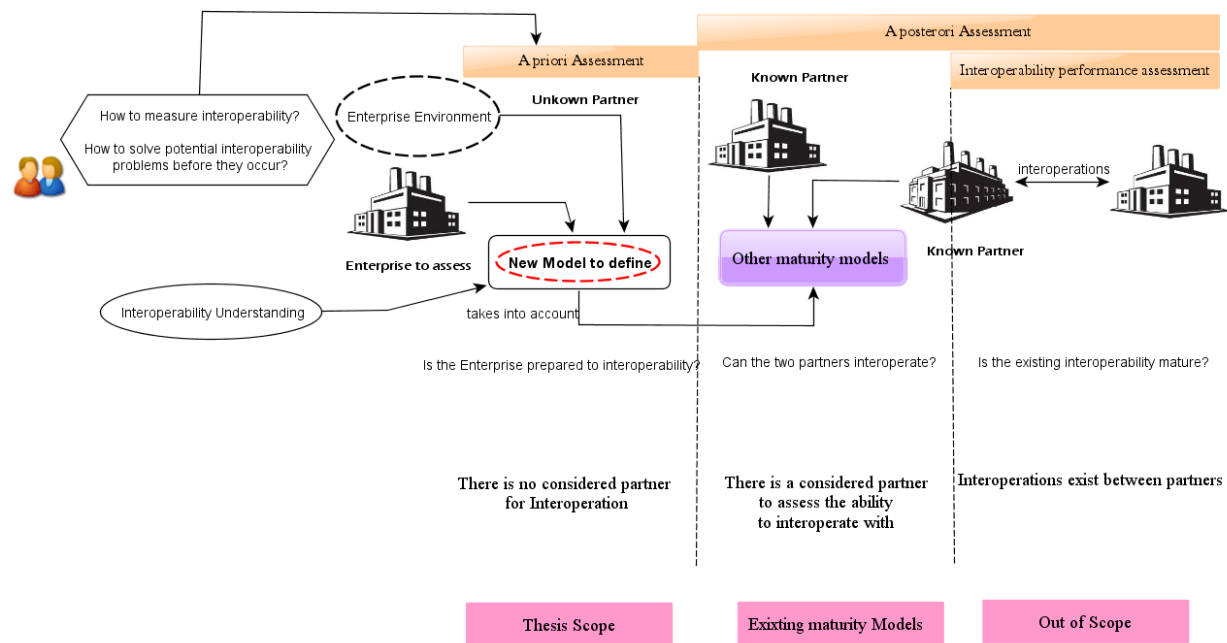 A posterori Assessment
A priori Assessment
Interoperability performance assessment
Known Partner
Unkown Partner
How to measure interoperability?
Enterprise Environment
How to solve potential interoperability
problems before they occur?
interoperations
Known Partner
Enterprise to assess
New Model to define
Other maturity models
Interoperability Understanding
takes into account
Is the Enterprise prepared to interoperability?
Can the two partners interoperate?
Is the existing interoperability mature?
There is no considered partner
for Interoperation
There is a considered partner
to assess the ability
to interoperate with
Interoperations exist between partners
Thesis Scope
Exixting maturity Models
Out of Scope